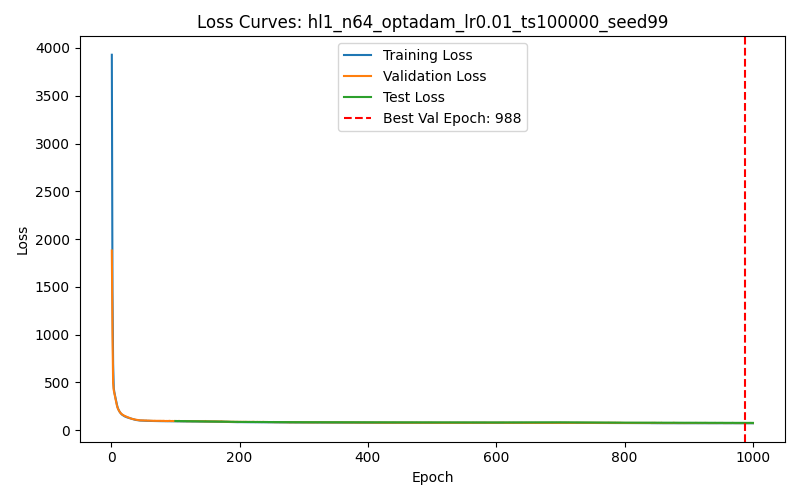 Loss Curves: hl1_n64_optadam_lr0.01_ts100000_seed99
Training Loss
Validation Loss
Test Loss
Best Val Epoch: 988
Loss
4000
3500
3000
2500
2000
1500
1000
500
0
0 200 400 600 800 1000
Epoch